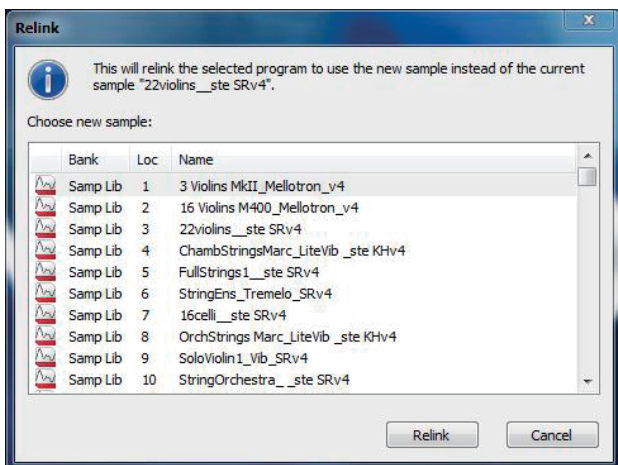 Relink
This will relink the selected program to use the new sample instead of the current
sample "22violins__ste SRv4".
Choose new sample:
Bank Loc Name
Samp Lib 1 3 Violins MkII_Mellotron_v4
Samp Lib 2 16 Violins M400_Mellotron_v4
Samp Lib 3 22violins__ste SRv4
Samp Lib 4 ChambStringsMarc_LiteVib _ste KHv4
Samp Lib 5 FullStrings1__ste SRv4
Samp Lib 6 StringEns_Tremelo_SRv4
Samp Lib 7 16celli__ste SRv4
Samp Lib 8 OrchStrings Marc_LiteVib _ste KHv4
Samp Lib 9 SoloViolin1_Vib_SRv4
Samp Lib 10 StringOrchestra_ _ste SRv4
Relink Cancel